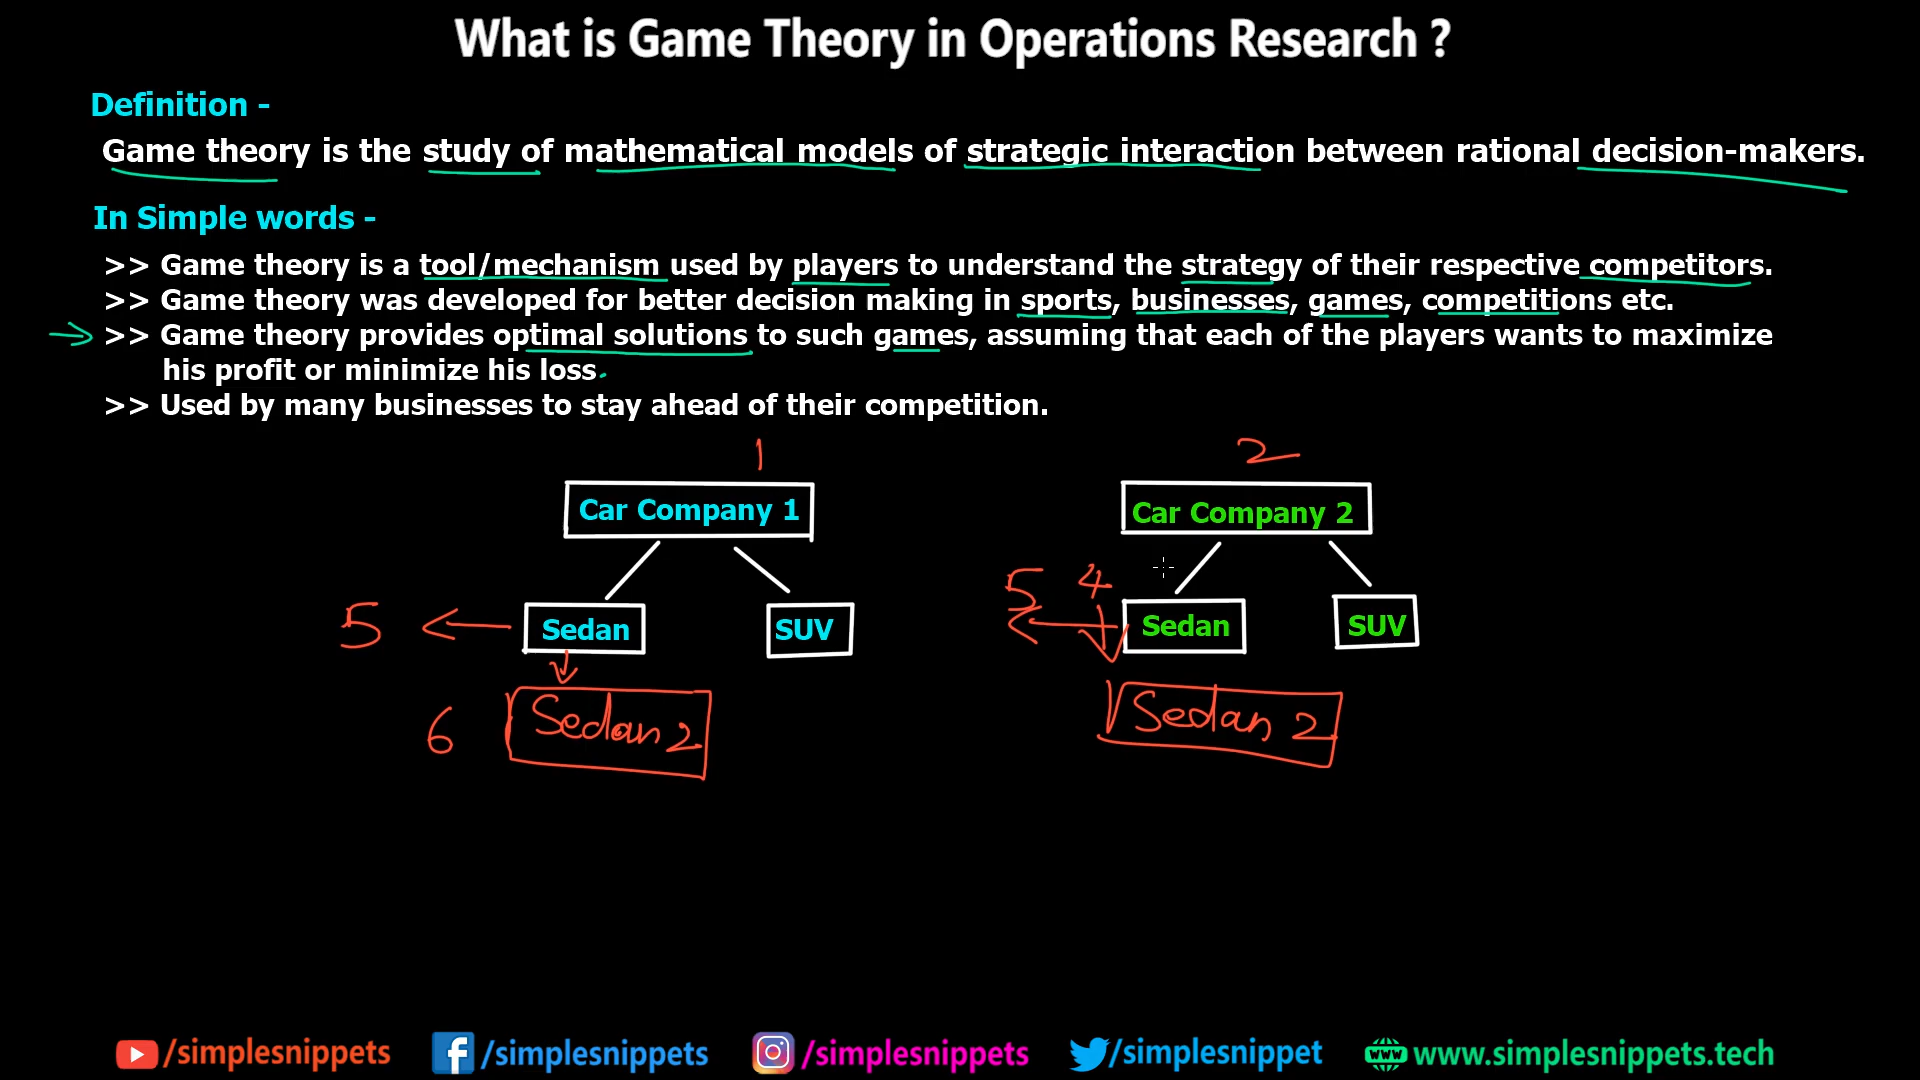 What is Game Theory in Operations Research ?
Definition -
Game theory is the study of mathematical models of strategic interaction between rational decision-makers.
In Simple words -
>> Game theory is a tool/mechanism used by players to understand the strategy of their respective competitors.
>> Game theory was developed for better decision making in sports, businesses, games, competitions etc.
>> Game theory provides optimal solutions to such games, assuming that each of the players wants to maximize
his profit or minimize his loss.
>> Used by many businesses to stay ahead of their competition.
1 2
Car Company 1 Car Company 2
5 4
5 Sedan SUV Sedan SUV
6 Sedan 2 Sedan 2
/simplesnippets /simplesnippets /simplesnippets /simplesnippet www.simplesnippets.tech